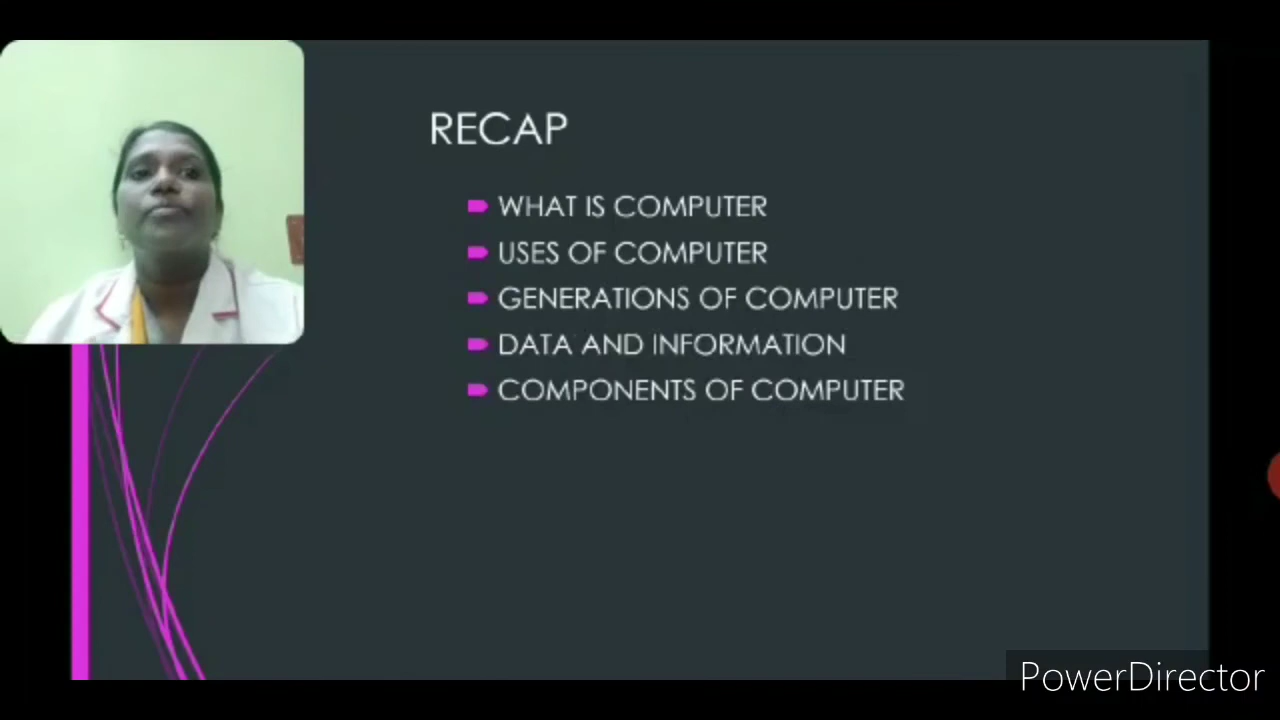 RECAP
WHAT IS COMPUTER
USES OF COMPUTER
GENERATIONS OF COMPUTER
DATA AND INFORMATION
COMPONENTS OF COMPUTER
PowerDirector